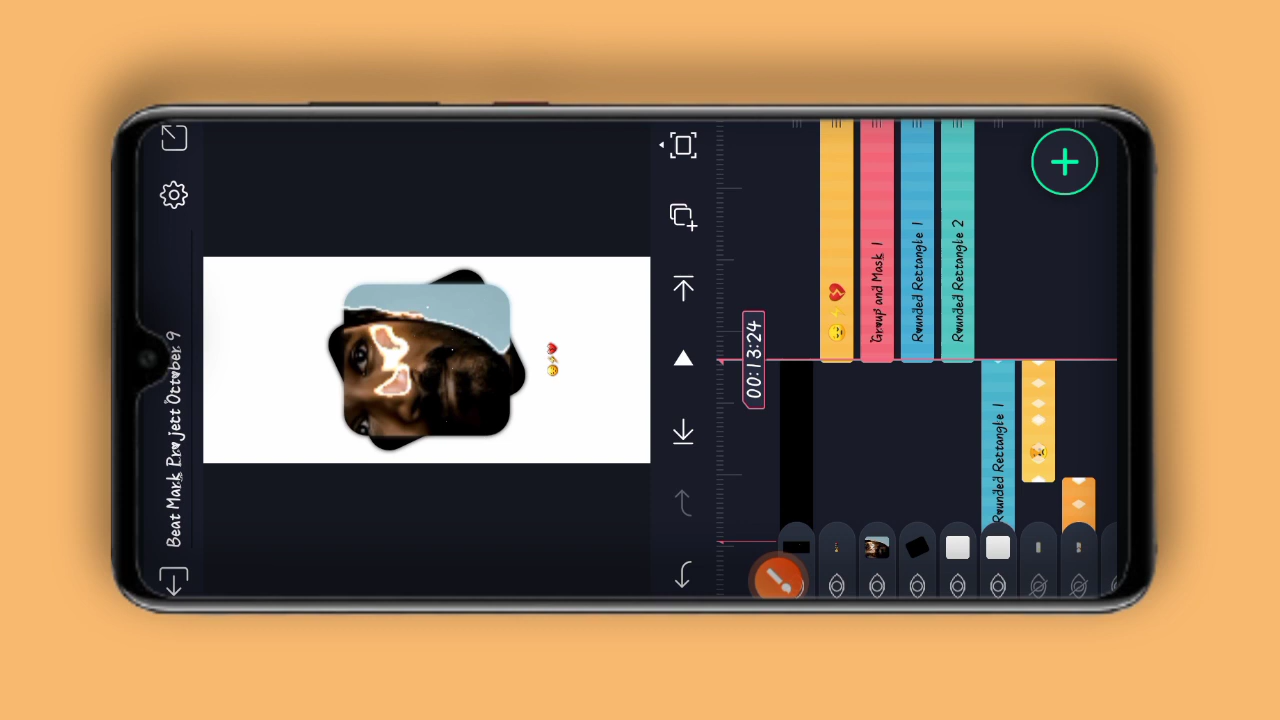 Beat Mark Projett October. 9
00:13:24
Group and Mask 1
Rounded Rectangle 1
Rounded Rectangle 2
Rounded Rectangle 1